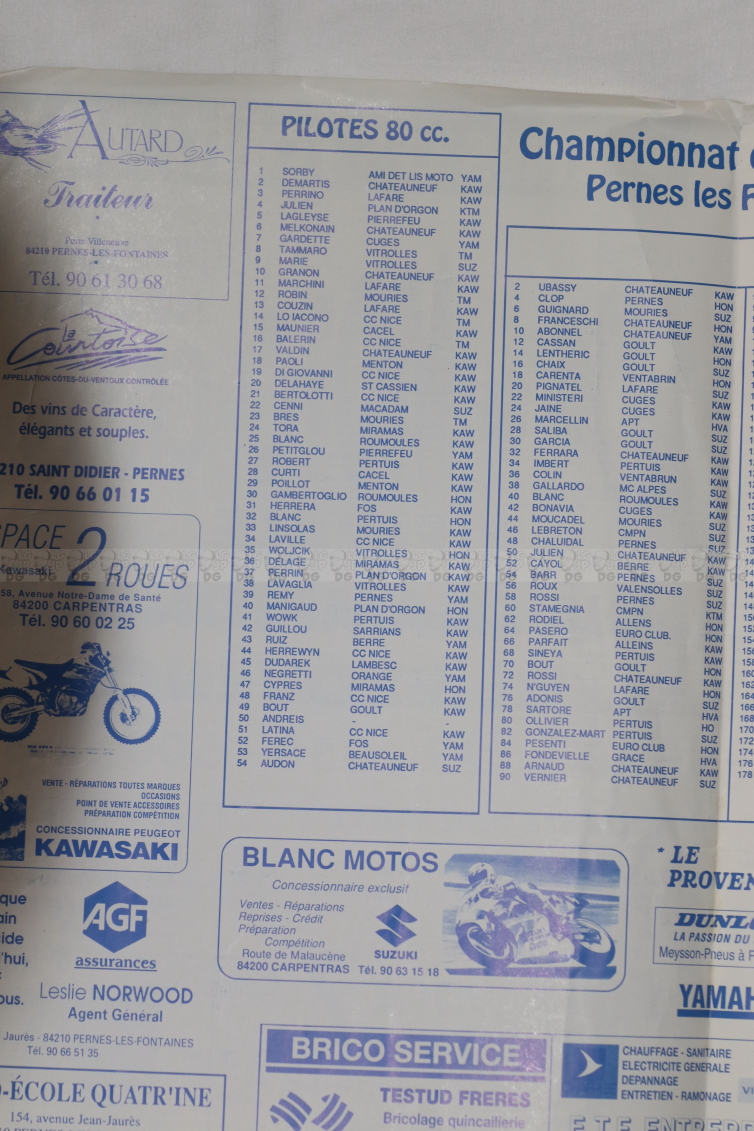 AUTARD
Traiteur
Porte Villeneuve
84210 PERNES-LES-FONTAINES
Tél. 90 61 30 68
La Courtoise
APPELLATION CÔTES-DU-VENTOUX CONTRÔLÉE
Des vins de Caractère,
élégants et souples.
210 SAINT DIDIER - PERNES
Tél. 90 66 01 15
SPACE 2 ROUES
Kawasaki
58, Avenue Notre-Dame de Santé
84200 CARPENTRAS
Tél. 90 60 02 25
VENTE - RÉPARATIONS TOUTES MARQUES
OCCASIONS
POINT DE VENTE ACCESSOIRES
PRÉPARATION COMPÉTITION
CONCESSIONNAIRE PEUGEOT
KAWASAKI
que
ain
cide
'hui,
ous.
AGF
assurances
Leslie NORWOOD
Agent Général
Jaurès - 84210 PERNES-LES-FONTAINES
Tél. 90 66 51 35
O-ÉCOLE QUATR'INE
154, avenue Jean-Jaurès
PILOTES 80 cc.
1 SORBY AMI DET LIS MOTO YAM
2 DEMARTIS CHATEAUNEUF KAW
3 PERRINO LAFARE KAW
4 JULIEN PLAN D'ORGON KTM
5 LAGLEYSE PIERREFEU KAW
6 MELKONAIN CHATEAUNEUF KAW
7 GARDETTE CUGES YAM
8 TAMMARO VITROLLES TM
9 MARIE VITROLLES SUZ
10 GRANON CHATEAUNEUF KAW
11 MARCHINI LAFARE KAW
12 ROBIN MOURIES TM
13 COUZIN LAFARE KAW
14 LO IACONO CC NICE TM
15 MAUNIER CACEL KAW
16 BALERIN CC NICE TM
17 VALDIN CHATEAUNEUF KAW
18 PAOLI MENTON KAW
19 DI GIOVANNI CC NICE KAW
20 DELAHAYE ST CASSIEN KAW
21 BERTOLOTTI CC NICE KAW
22 CENNI MACADAM SUZ
23 BRES MOURIES TM
24 TORA MIRAMAS KAW
25 BLANC ROUMOULES KAW
26 PETITGLOU PIERREFEU YAM
27 ROBERT PERTUIS KAW
28 CURTI CACEL KAW
29 POILLOT MENTON KAW
30 GAMBERTOGLIO ROUMOULES HON
31 HERRERA FOS KAW
32 BLANC PERTUIS HON
33 LINSOLAS MOURIES KAW
34 LAVILLE CC NICE KAW
35 WOLJCIK VITROLLES HON
36 DELAGE MIRAMAS KAW
37 PERRIN PLAN D'ORGON KAW
38 LAVAGLIA VITROLLES KAW
39 REMY PERNES YAM
40 MANIGAUD PLAN D'ORGON HON
41 WOWK PERTUIS KAW
42 GUILLOU SARRIANS KAW
43 RUIZ BERRE YAM
44 HERREWYN CC NICE KAW
45 DUDAREK LAMBESC KAW
46 NEGRETTI ORANGE YAM
47 CYPRES MIRAMAS HON
48 FRANZ CC NICE KAW
49 BOUT GOULT KAW
50 ANDREIS - -
51 LATINA CC NICE KAW
52 FEREC FOS YAM
53 YERSACE BEAUSOLEIL YAM
54 AUDON CHATEAUNEUF SUZ
Championnat
Pernes les F
2 UBASSY CHATEAUNEUF KAW
4 CLOP PERNES HON
6 GUIGNARD MOURIES SUZ
8 FRANCESCHI CHATEAUNEUF HON
10 ABONNEL CHATEAUNEUF YAM
12 CASSAN GOULT KAW
14 LENTHERIC GOULT HON
16 CHAIX GOULT SUZ
18 CARENTA VENTABRIN HON
20 PIGNATEL LAFARE SUZ
22 MINISTERI CUGES KAW
24 JAINE CUGES KAW
26 MARCELLIN APT HVA
28 SALIBA GOULT SUZ
30 GARCIA GOULT SUZ
32 FERRARA CHATEAUNEUF KAW
34 IMBERT PERTUIS KAW
36 COLIN VENTABRUN SUZ
38 GALLARDO MC ALPES SUZ
40 BLANC ROUMOULES KAW
42 BONAVIA CUGES KAW
44 MOUCADEL MOURIES SUZ
46 LEBRETON CMPN SUZ
48 CHALUIDAL PERNES HON
50 JULIEN CHATEAUNEUF KAW
52 CAYOL BERRE KAW
54 BARR PERNES SUZ
56 ROUX VALENSOLLES SUZ
58 ROSSI PERNES SUZ
60 STAMEGNIA CMPN KTM
62 RODIEL ALLENS HON
64 PASERO EURO CLUB. SUZ
66 PARFAIT ALLEINS HON
68 SINEYA PERTUIS KAW
70 BOUT GOULT HON
72 ROSSI CHATEAUNEUF KAW
74 N'GUYEN LAFARE HON
76 ADONIS GOULT SUZ
78 SARTORE APT HVA
80 OLLIVIER PERTUIS HO
82 GONZALEZ-MART PERTUIS SUZ
84 PESENTI EURO CLUB HON
86 FONDEVIELLE GRACE HVA
88 ARNAUD CHATEAUNEUF KAW
90 VERNIER CHATEAUNEUF SUZ
166
168
170
172
174
176
178
BLANC MOTOS
Concessionnaire exclusif
Ventes - Réparations
Reprises - Crédit
Préparation
Compétition
Route de Malaucène
84200 CARPENTRAS
SUZUKI
Tél. 90 63 15 18
* LE
PROVEN
DUNLO
LA PASSION DU
Meysson-Pneus à P
YAMAH
BRICO SERVICE
TESTUD FRERES
Bricolage quincaillerie
CHAUFFAGE - SANITAIRE
ELECTRICITE GENERALE
DEPANNAGE
ENTRETIEN - RAMONAGE